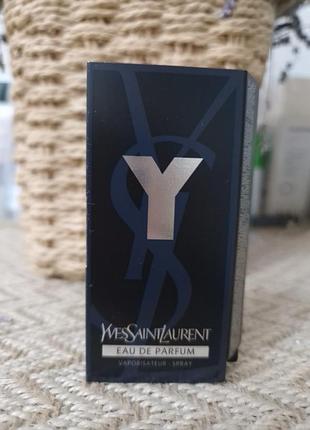 Y
YVESSAINTLAURENT
EAU DE PARFUM
VAPORISATEUR - SPRAY